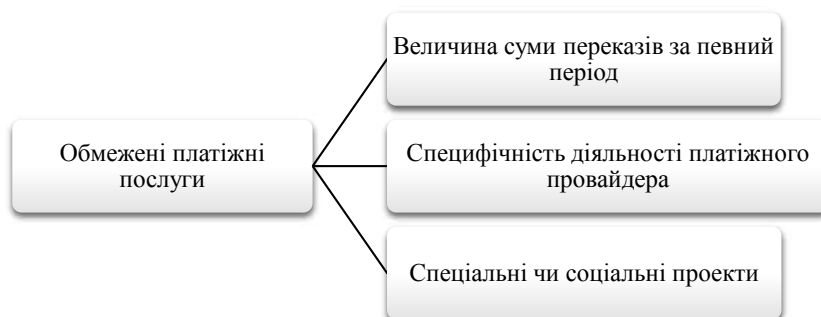 Величина суми переказів за певний
період
Обмежені платіжні
послуги
Специфічність діяльності платіжного
провайдера
Спеціальні чи соціальні проекти